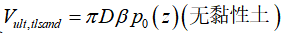 V_{ult,tlsand} = πDβp_0(z)(无黏性土)